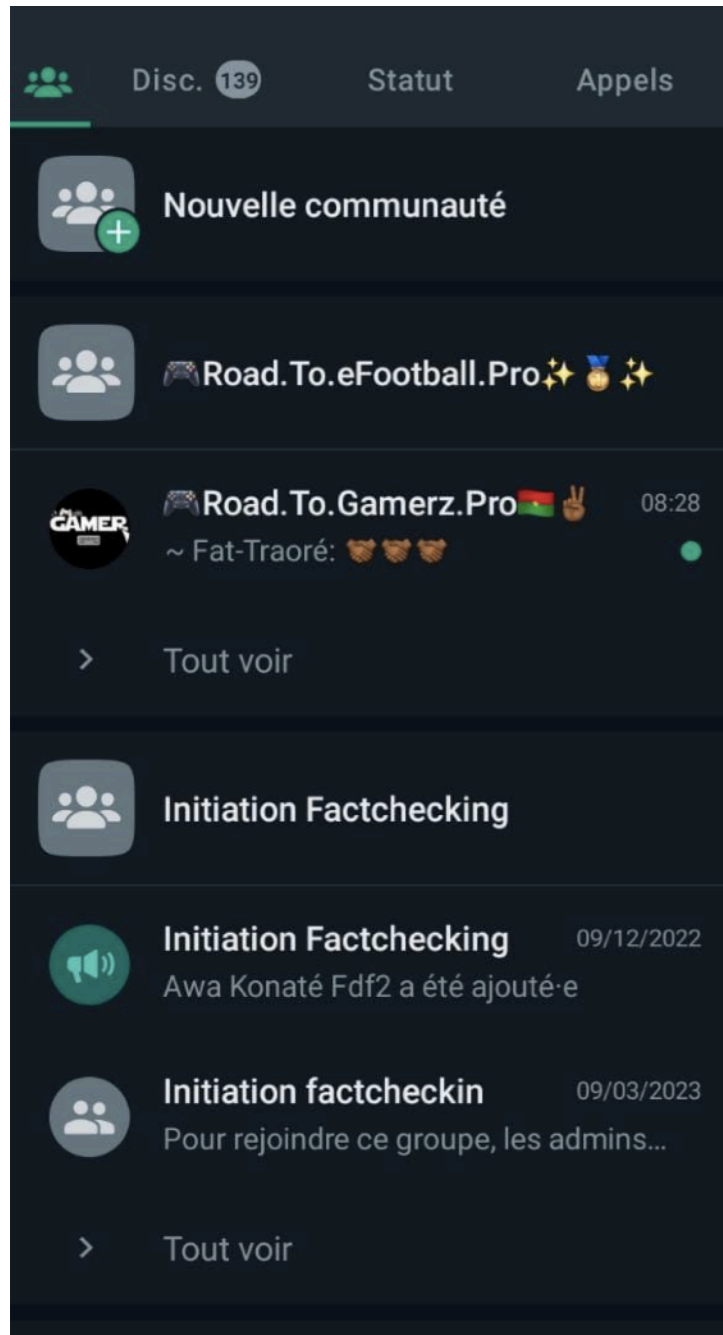 Disc. 139 Statut Appels
Nouvelle communauté
🎮Road.To.eFootball.Pro✨🏅✨
GAMER
🎮Road.To.Gamerz.Pro🇧🇫✌🏾 08:28
~ Fat-Traoré: 🤝🏾🤝🏾🤝🏾
Tout voir
Initiation Factchecking
Initiation Factchecking 09/12/2022
Awa Konaté Fdf2 a été ajouté·e
Initiation factcheckin 09/03/2023
Pour rejoindre ce groupe, les admins...
Tout voir